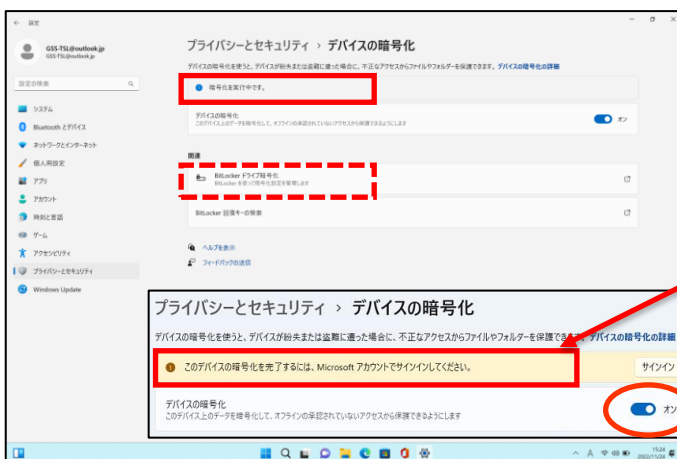 設定
GSS-TSL@outlook.jp
GSS-TSL@outlook.jp
設定の検索
システム
Bluetooth とデバイス
ネットワークとインターネット
個人用設定
アプリ
アカウント
時刻と言語
ゲーム
アクセシビリティ
プライバシーとセキュリティ
Windows Update
プライバシーとセキュリティ › デバイスの暗号化
デバイスの暗号化を使うと、デバイスが紛失または盗難に遭った場合に、不正なアクセスからファイルやフォルダーを保護できます。 デバイスの暗号化の詳細
暗号化を実行中です。
デバイスの暗号化
このデバイス上のデータを暗号化して、オフラインの承認されていないアクセスから保護できるようにします
オン
関連
BitLocker ドライブ暗号化
BitLocker を使って暗号化設定を管理します
BitLocker 回復キーの検索
ヘルプを表示
フィードバックの送信
プライバシーとセキュリティ › デバイスの暗号化
デバイスの暗号化を使うと、デバイスが紛失または盗難に遭った場合に、不正なアクセスからファイルやフォルダーを保護でき デバイスの暗号化の詳細
このデバイスの暗号化を完了するには、Microsoft アカウントでサインインしてください。
サインイン
デバイスの暗号化
このデバイス上のデータを暗号化して、オフラインの承認されていないアクセスから保護できるようにします
オン
A
15:24
2022/11/24